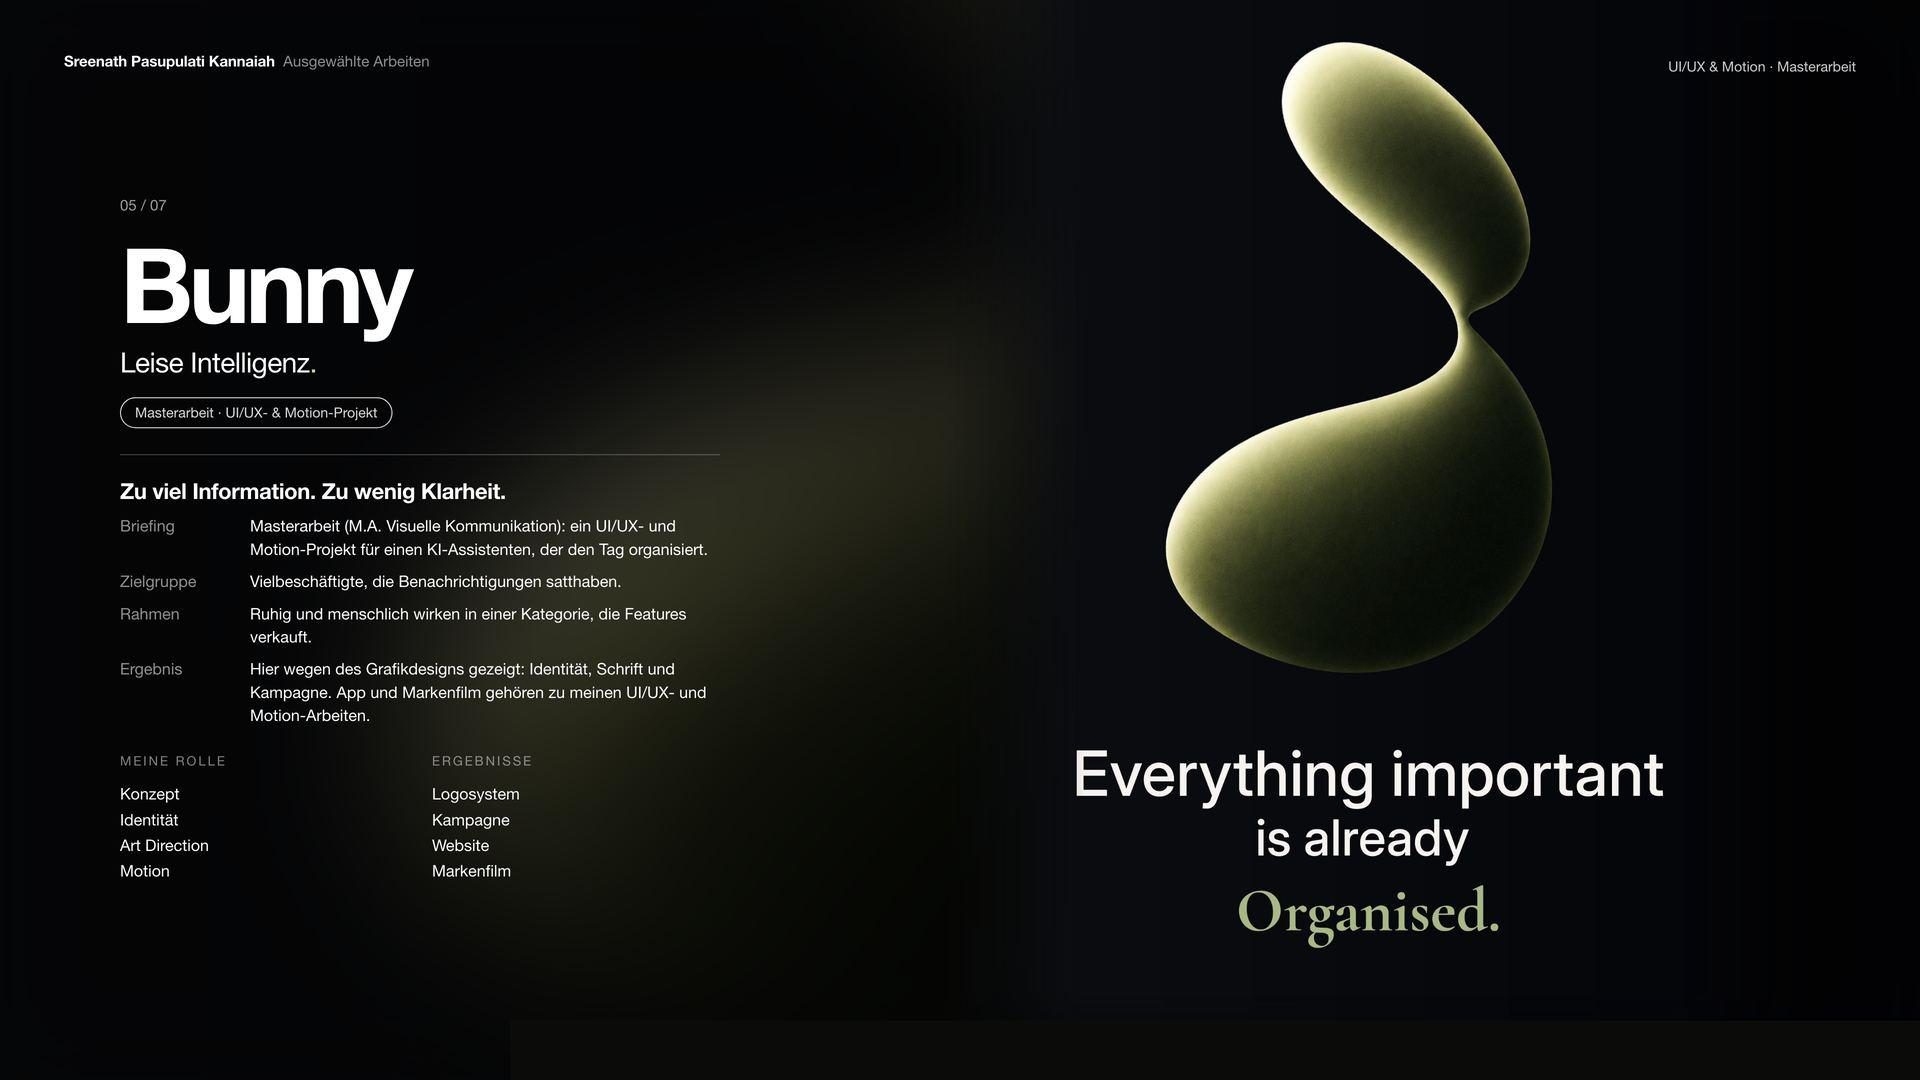 Sreenath Pasupulati Kannaiah Ausgewählte Arbeiten
UI/UX & Motion · Masterarbeit
05 / 07
Bunny
Leise Intelligenz.
Masterarbeit · UI/UX- & Motion-Projekt
Zu viel Information. Zu wenig Klarheit.
Briefing
Masterarbeit (M.A. Visuelle Kommunikation): ein UI/UX- und
Motion-Projekt für einen KI-Assistenten, der den Tag organisiert.
Zielgruppe
Vielbeschäftigte, die Benachrichtigungen satthaben.
Rahmen
Ruhig und menschlich wirken in einer Kategorie, die Features
verkauft.
Ergebnis
Hier wegen des Grafikdesigns gezeigt: Identität, Schrift und
Kampagne. App und Markenfilm gehören zu meinen UI/UX- und
Motion-Arbeiten.
MEINE ROLLE
Konzept
Identität
Art Direction
Motion
ERGEBNISSE
Logosystem
Kampagne
Website
Markenfilm
Everything important
is already
Organised.